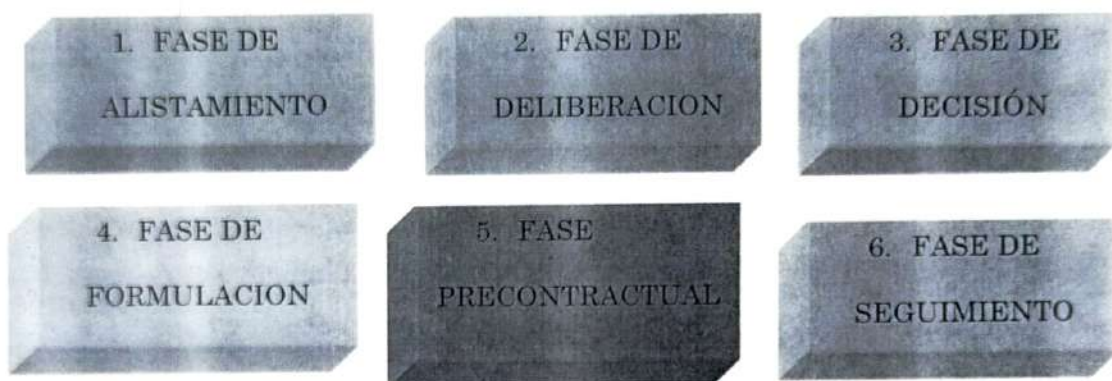 1. FASE DE
ALISTAMIENTO
2. FASE DE
DELIBERACION
3. FASE DE
DECISIÓN
4. FASE DE
FORMULACION
5. FASE
PRECONTRACTUAL
6. FASE DE
SEGUIMIENTO